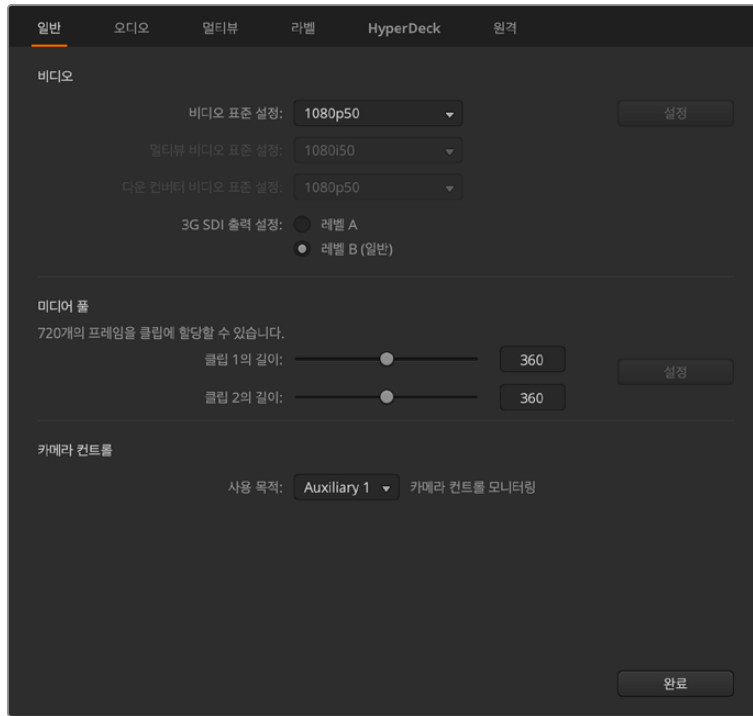 일반 오디오 멀티뷰 라벨 HyperDeck 원격
비디오
비디오 표준 설정: 1080p50 설정
멀티뷰 비디오 표준 설정: 1080i50
다운 컨버터 비디오 표준 설정: 1080p50
3G SDI 출력 설정: 레벨 A
레벨 B (일반)
미디어 풀
720개의 프레임을 클립에 할당할 수 있습니다.
클립 1의 길이: 360 설정
클립 2의 길이: 360
카메라 컨트롤
사용 목적: Auxiliary 1 카메라 컨트롤 모니터링
완료